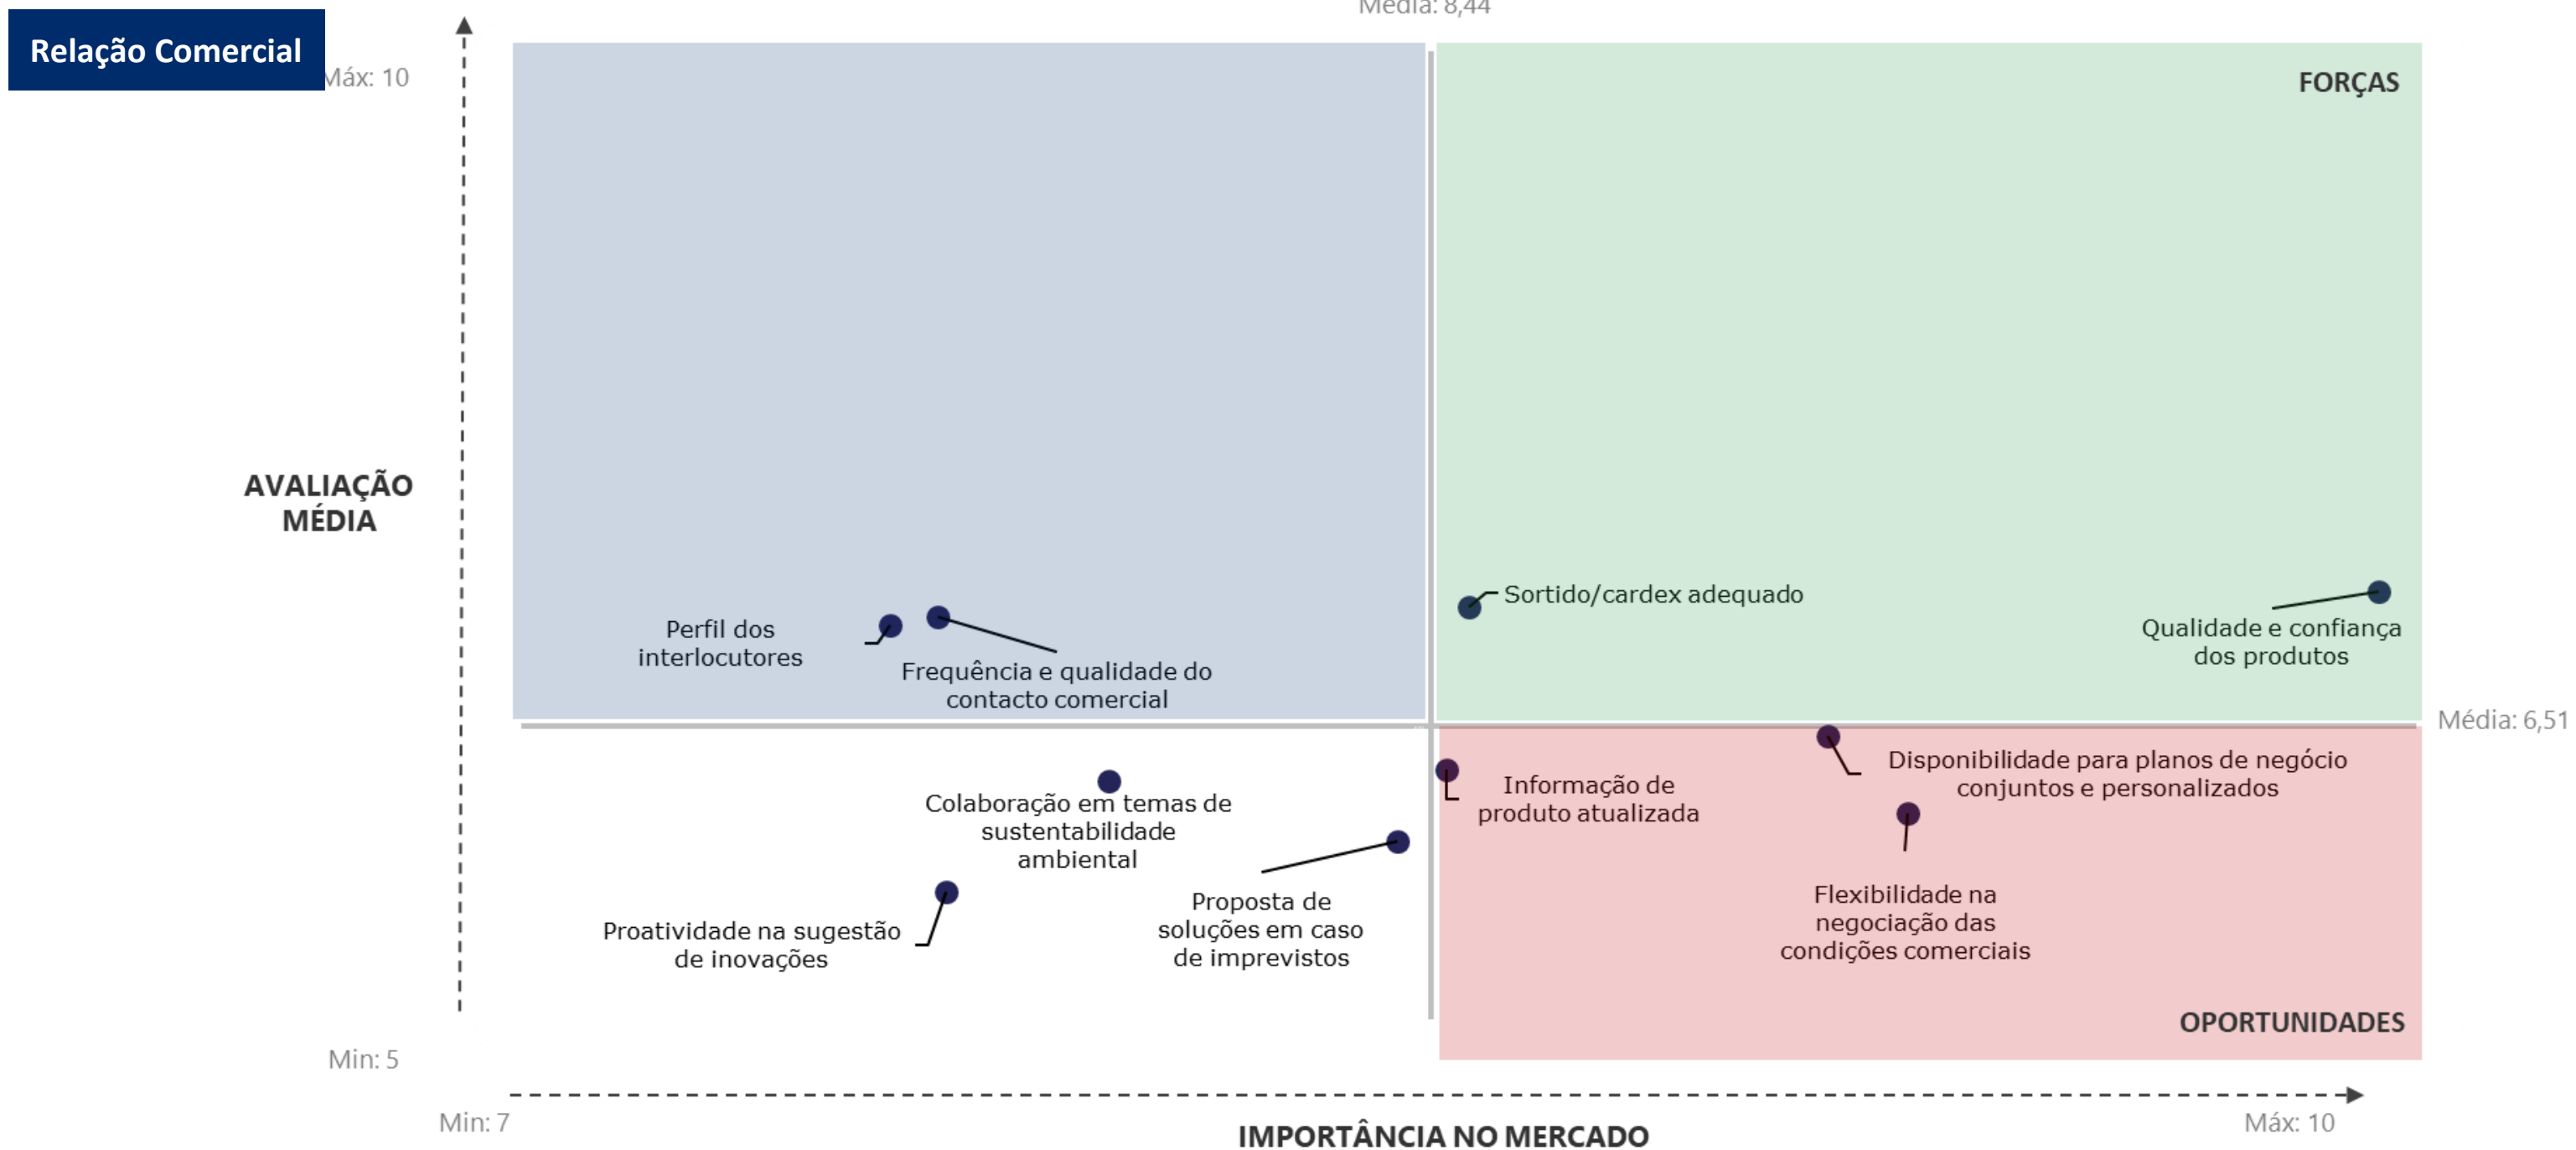 Média: 8,44
Relação Comercial
Máx: 10
FORÇAS
AVALIAÇÃO
MÉDIA
Sortido/cardex adequado
Perfil dos
interlocutores
Qualidade e confiança
dos produtos
Frequência e qualidade do
contacto comercial
Média: 6,51
Disponibilidade para planos de negócio
conjuntos e personalizados
Informação de
produto atualizada
Colaboração em temas de
sustentabilidade
ambiental
Flexibilidade na
negociação das
condições comerciais
Proposta de
soluções em caso
de imprevistos
Proatividade na sugestão
de inovações
OPORTUNIDADES
Min: 5
Min: 7
Máx: 10
IMPORTÂNCIA NO MERCADO